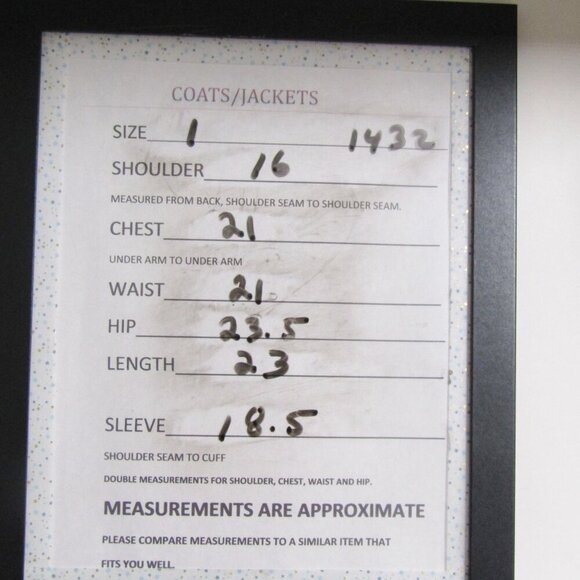 COATS/JACKETS
SIZE 1 1432
SHOULDER 16
MEASURED FROM BACK, SHOULDER SEAM TO SHOULDER SEAM.
CHEST 21
UNDER ARM TO UNDER ARM
WAIST 21
HIP 23.5
LENGTH 23
SLEEVE 18.5
SHOULDER SEAM TO CUFF
DOUBLE MEASUREMENTS FOR SHOULDER, CHEST, WAIST AND HIP.
MEASUREMENTS ARE APPROXIMATE
PLEASE COMPARE MEASUREMENTS TO A SIMILAR ITEM THAT
FITS YOU WELL.